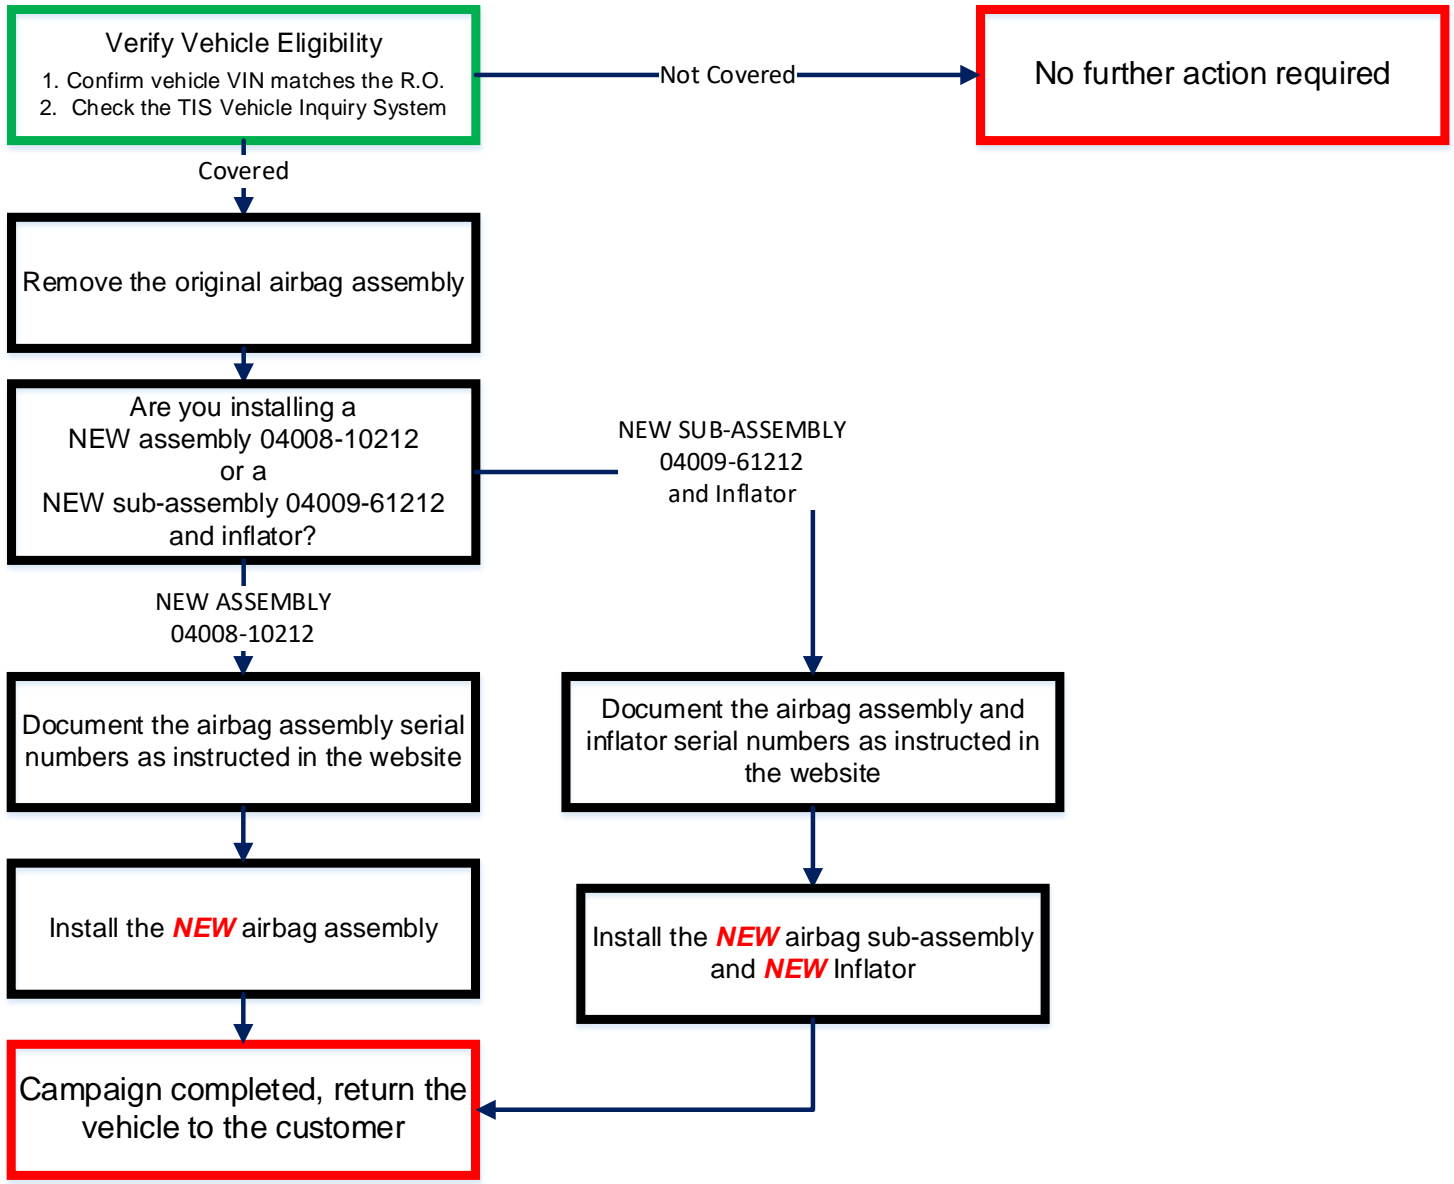 Verify Vehicle Eligibility
1. Confirm vehicle VIN matches the R.O.
2. Check the TIS Vehicle Inquiry System
Not Covered
No further action required
Covered
Remove the original airbag assembly
Are you installing a
NEW assembly 04008-10212
or a
NEW sub-assembly 04009-61212
and inflator?
NEW SUB-ASSEMBLY
04009-61212
and Inflator
NEW ASSEMBLY
04008-10212
Document the airbag assembly serial
numbers as instructed in the website
Document the airbag assembly and
inflator serial numbers as instructed in
the website
Install the NEW airbag assembly
Install the NEW airbag sub-assembly
and NEW Inflator
Campaign completed, return the
vehicle to the customer